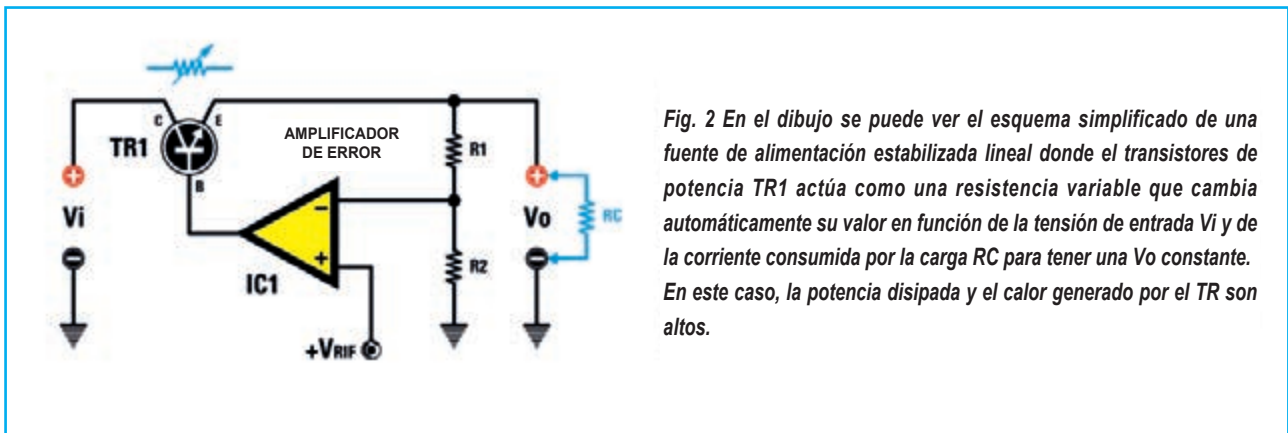 C
E
TR1
B
AMPLIFICADOR
DE ERROR
R1
+
Vi
−
−
+
IC1
R2
+
Vo
−
RC
+VRIF
Fig. 2 En el dibujo se puede ver el esquema simplificado de una
fuente de alimentación estabilizada lineal donde el transistores de
potencia TR1 actúa como una resistencia variable que cambia
automáticamente su valor en función de la tensión de entrada Vi y de
la corriente consumida por la carga RC para tener una Vo constante.
En este caso, la potencia disipada y el calor generado por el TR son
altos.